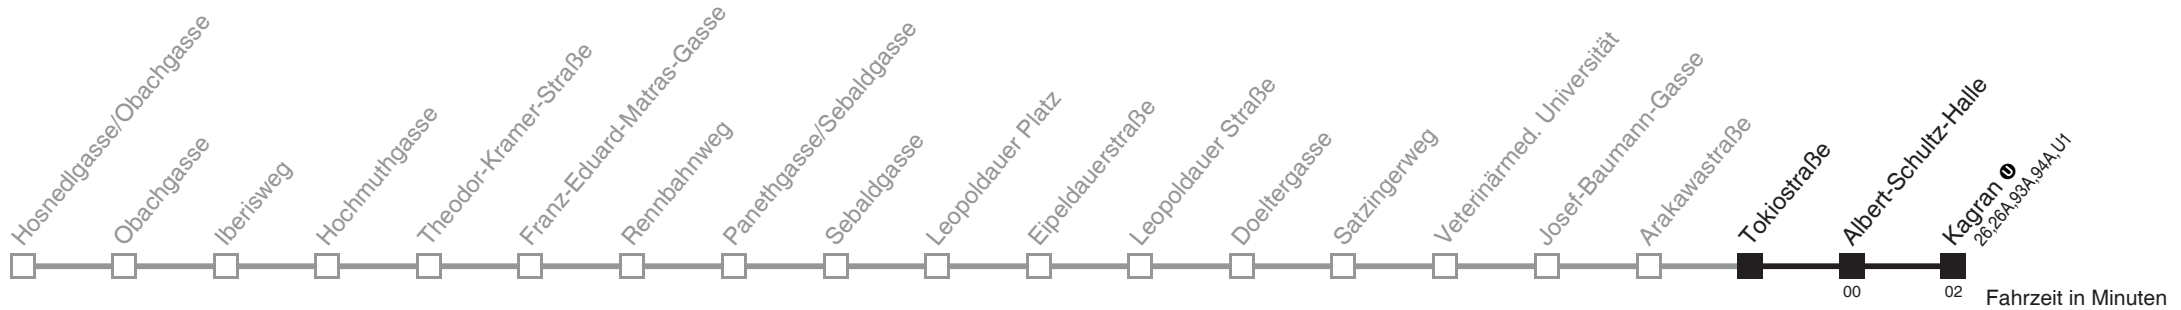 Hosnedlgasse/Obachgasse
Obachgasse
Iberisweg
Hochmuthgasse
Theodor-Kramer-Straße
Franz-Eduard-Matras-Gasse
Rennbahnweg
Panethgasse/Sebaldgasse
Sebaldgasse
Leopoldauer Platz
Eipeldauerstraße
Leopoldauer Straße
Doeltergasse
Satzingerweg
Veterinärmed. Universität
Josef-Baumann-Gasse
Arakawastraße
Tokiostraße
Albert-Schultz-Halle
Kagran U
26,26A,93A,94A,U1
00
02
Fahrzeit in Minuten